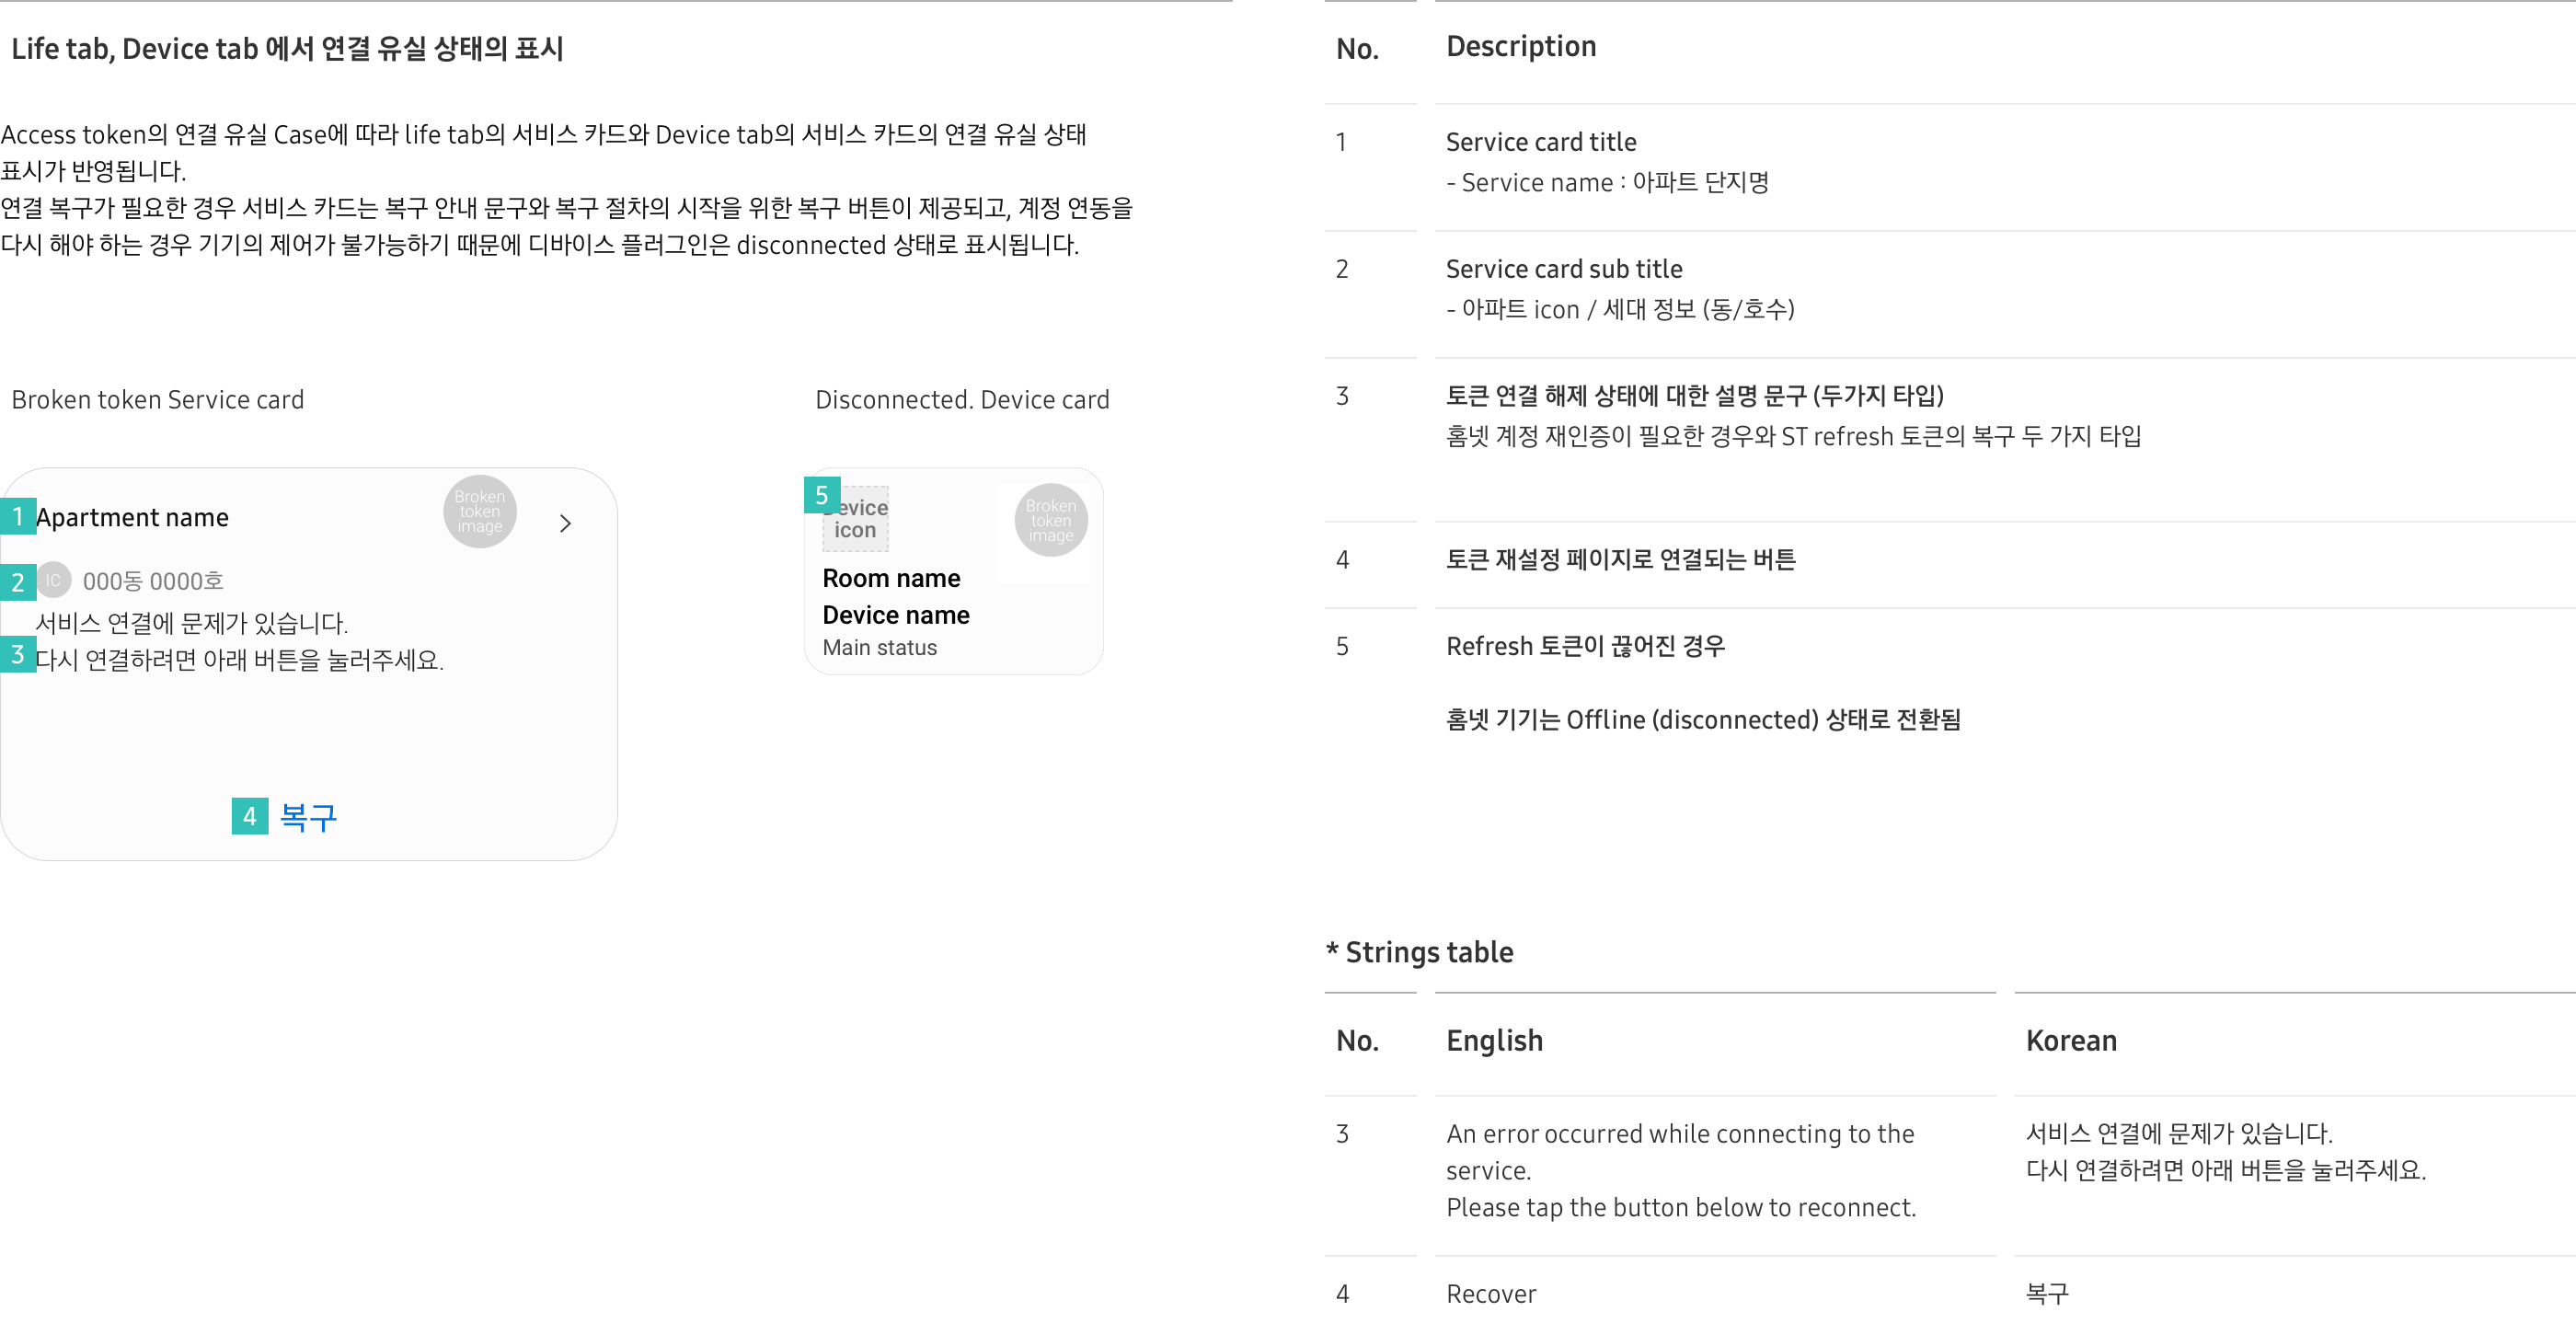 Life tab, Device tab 에서 연결 유실 상태의 표시
Access token의 연결 유실 Case에 따라 life tab의 서비스 카드와 Device tab의 서비스 카드의 연결 유실 상태
표시가 반영됩니다.
연결 복구가 필요한 경우 서비스 카드는 복구 안내 문구와 복구 절차의 시작을 위한 복구 버튼이 제공되고, 계정 연동을
다시 해야 하는 경우 기기의 제어가 불가능하기 때문에 디바이스 플러그인은 disconnected 상태로 표시됩니다.
Broken token Service card
1 Apartment name
Broken
token
image
2 IC 000동 0000호
서비스 연결에 문제가 있습니다.
3 다시 연결하려면 아래 버튼을 눌러주세요.
4 복구
Disconnected. Device card
5
Device
icon
Broken
token
image
Room name
Device name
Main status
No. Description
1 Service card title
- Service name : 아파트 단지명
2 Service card sub title
- 아파트 icon / 세대 정보 (동/호수)
3 토큰 연결 해제 상태에 대한 설명 문구 (두가지 타입)
홈넷 계정 재인증이 필요한 경우와 ST refresh 토큰의 복구 두 가지 타입
4 토큰 재설정 페이지로 연결되는 버튼
5 Refresh 토큰이 끊어진 경우
홈넷 기기는 Offline (disconnected) 상태로 전환됨
* Strings table
No. English Korean
3 An error occurred while connecting to the
service.
Please tap the button below to reconnect.
서비스 연결에 문제가 있습니다.
다시 연결하려면 아래 버튼을 눌러주세요.
4 Recover 복구